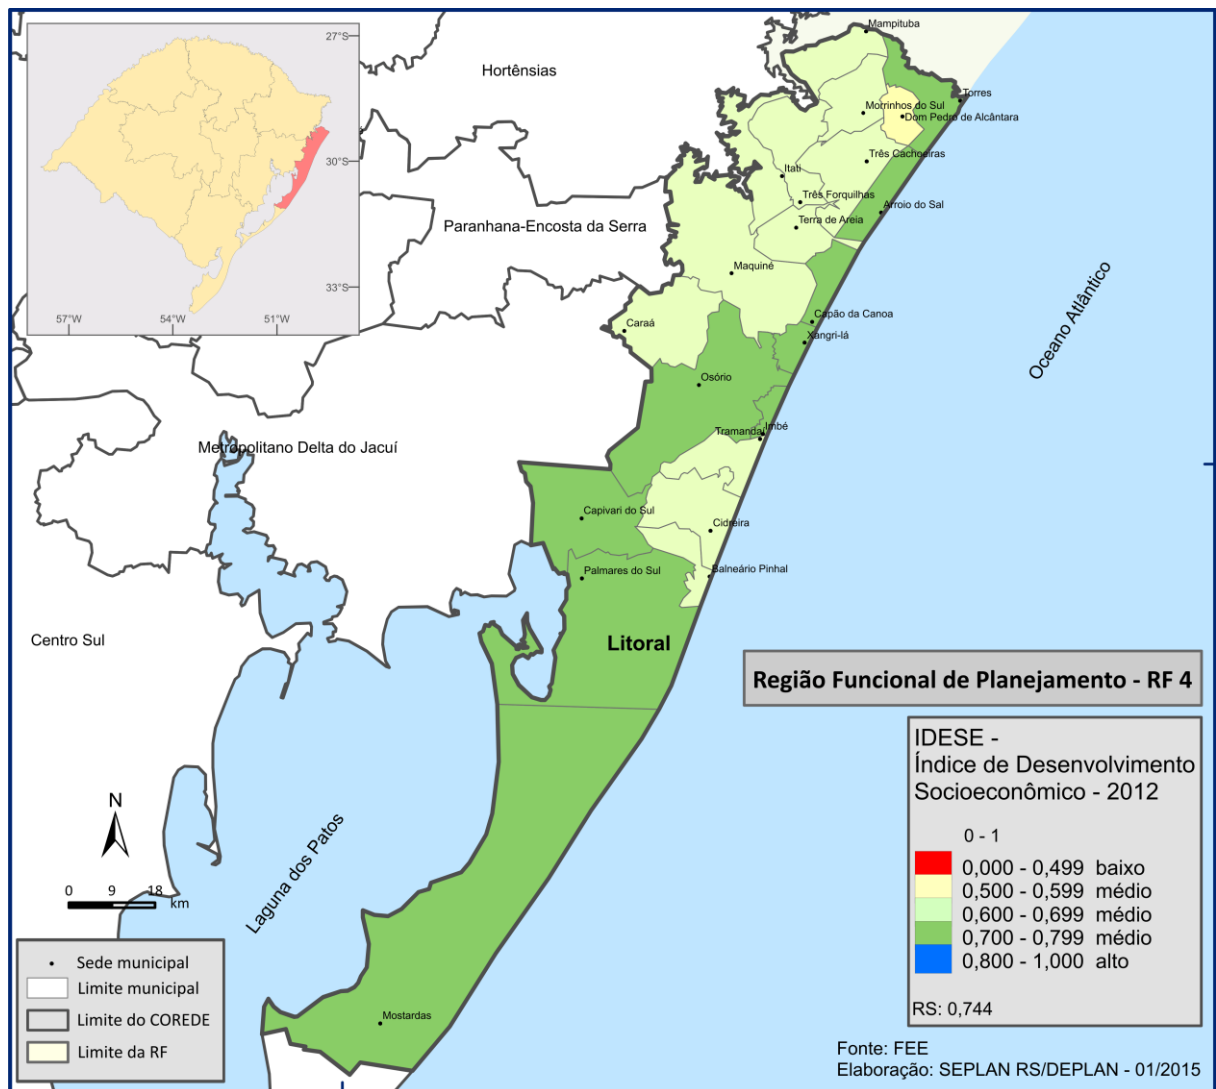 27°S
30°S
33°S
57°W
54°W
51°W
Mampituba
Hortênsias
Torres
Morrinhos do Sul
Dom Pedro de Alcântara
Três Cachoeiras
Itati
Três Forquilhas
Arroio do Sal
Terra de Areia
Paranhana-Encosta da Serra
Maquiné
Oceano Atlântico
Capão da Canoa
Caraá
Xangri-lá
Osório
Imbé
Tramandaí
Metropolitano Delta do Jacuí
Capivari do Sul
Cidreira
Balneário Pinhal
Palmares do Sul
Centro Sul
Litoral
Região Funcional de Planejamento - RF 4
IDESE -
Índice de Desenvolvimento
Socioeconômico - 2012
0 - 1
0,000 - 0,499 baixo
0,500 - 0,599 médio
0,600 - 0,699 médio
0,700 - 0,799 médio
0,800 - 1,000 alto
RS: 0,744
N
0 9 18
km
Laguna dos Patos
Sede municipal
Limite municipal
Limite do COREDE
Limite da RF
Mostardas
Fonte: FEE
Elaboração: SEPLAN RS/DEPLAN - 01/2015